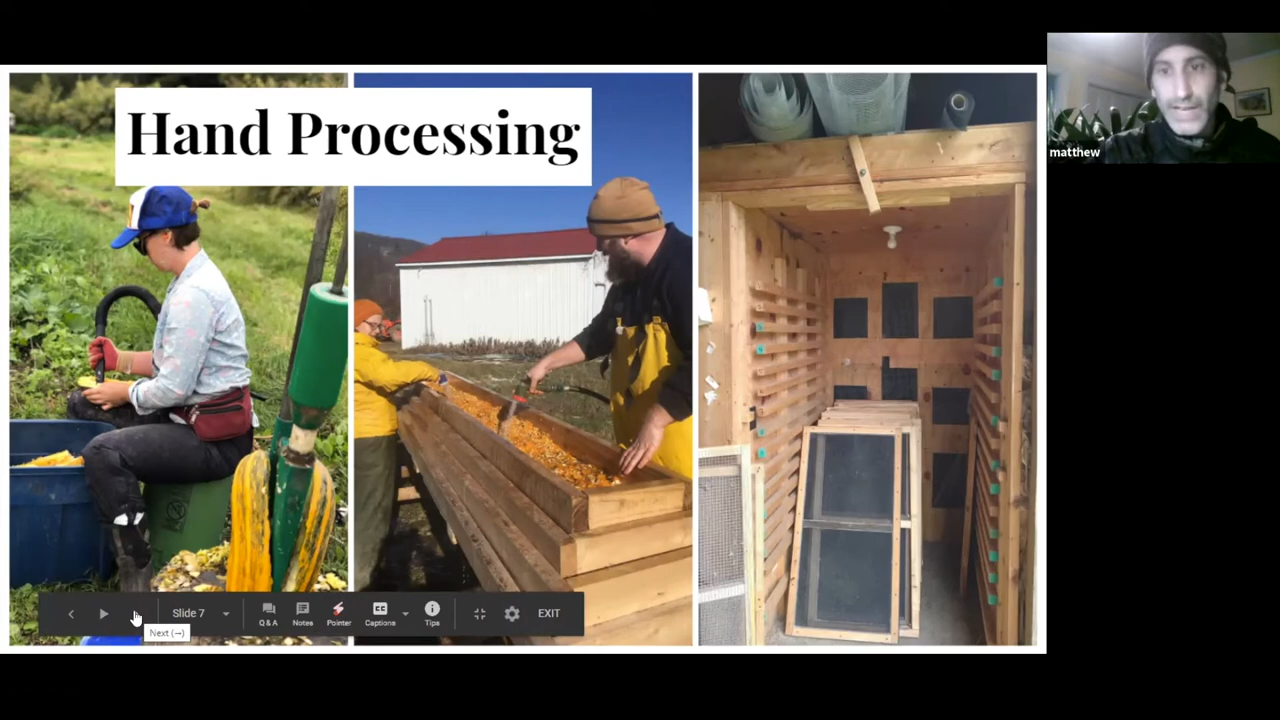 Hand Processing
matthew
Slide 7
Q & A
Notes
Pointer
Captions
Tips
EXIT
Next (→)